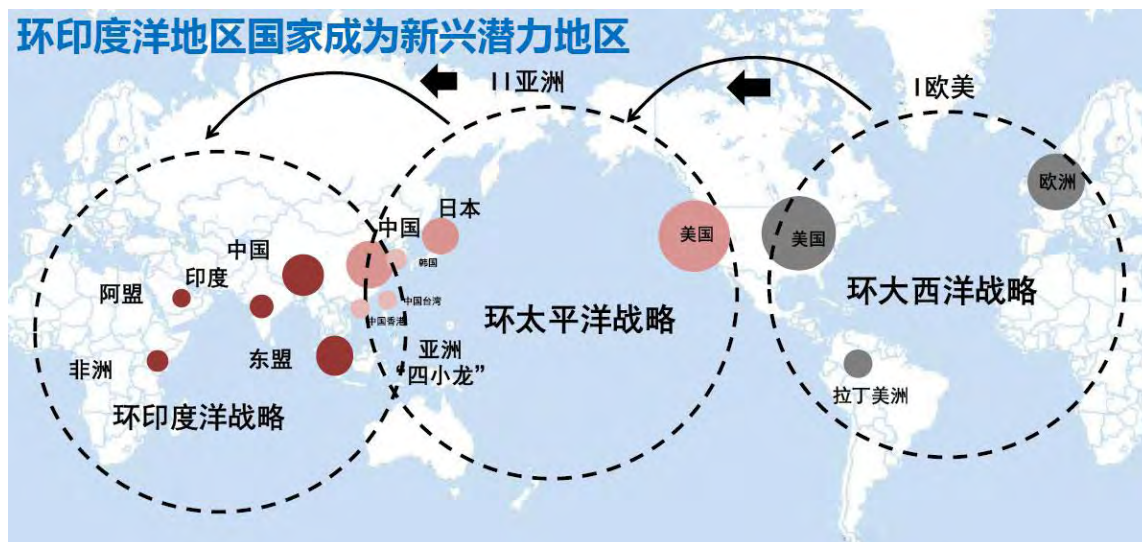 环印度洋地区国家成为新兴潜力地区
II亚洲
I欧美
欧洲
日本
中国
美国
美国
韩国
中国
印度
阿盟
中国台湾
中国香港
环太平洋战略
环大西洋战略
非洲
东盟
亚洲
“四小龙”
拉丁美洲
环印度洋战略